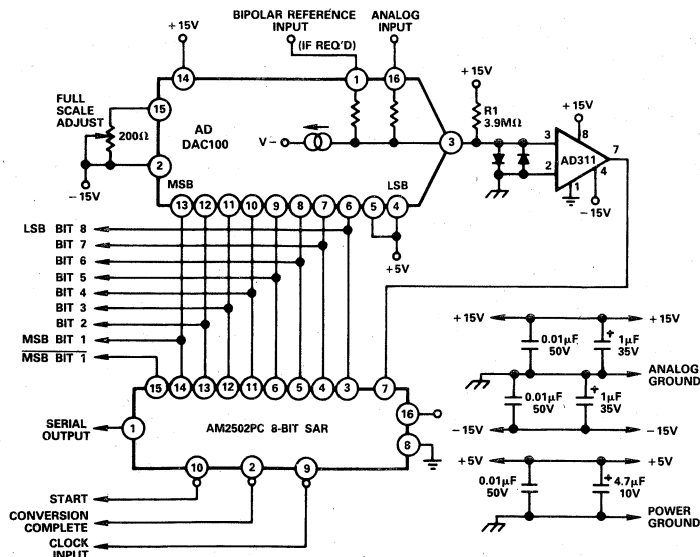 BIPOLAR REFERENCE
INPUT
(IF REQ'D)
ANALOG
INPUT
+15V
14
1
16
FULL
SCALE
ADJUST
200Ω
15
2
-15V
AD
DAC100
V-
3
+15V
R1
3.9MΩ
+15V
3
8
7
2
AD311
4
1
-15V
MSB
LSB
13
12
11
10
9
8
7
6
5
4
+5V
LSB BIT 8
BIT 7
BIT 6
BIT 5
BIT 4
BIT 3
BIT 2
MSB BIT 1
MSB BIT 1
15
14
13
12
11
6
5
4
3
7
16
8
SERIAL
OUTPUT
1
AM2502PC 8-BIT SAR
10
2
9
START
CONVERSION
COMPLETE
CLOCK
INPUT
+15V
+15V
0.01μF
50V
+
1μF
35V
ANALOG
GROUND
0.01μF
50V
+
1μF
35V
-15V
-15V
+5V
+5V
0.01μF
50V
+
4.7μF
10V
POWER
GROUND